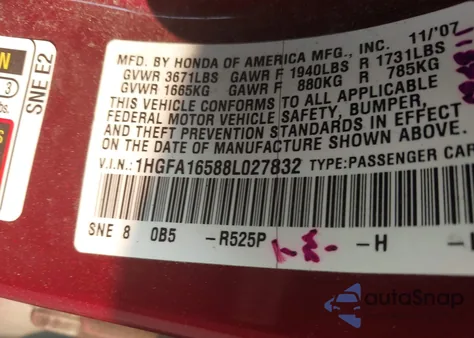 MFD. BY HONDA OF AMERICA MFG., INC. 11/'07
GVWR 3671LBS GAWR F 1940LBS R 1731LBS
GVWR 1665KG GAWR F 880KG R 785KG
THIS VEHICLE CONFORMS TO ALL APPLICABLE
FEDERAL MOTOR VEHICLE SAFETY, BUMPER,
AND THEFT PREVENTION STANDARDS IN EFFECT
ON THE DATE OF MANUFACTURE SHOWN ABOVE.
V.I.N.: 1HGFA16588L027832 TYPE:PASSENGER CAR
SNE 8 0B5 -R525P -H -
SNE E2
N
3
bs.
autoSnap